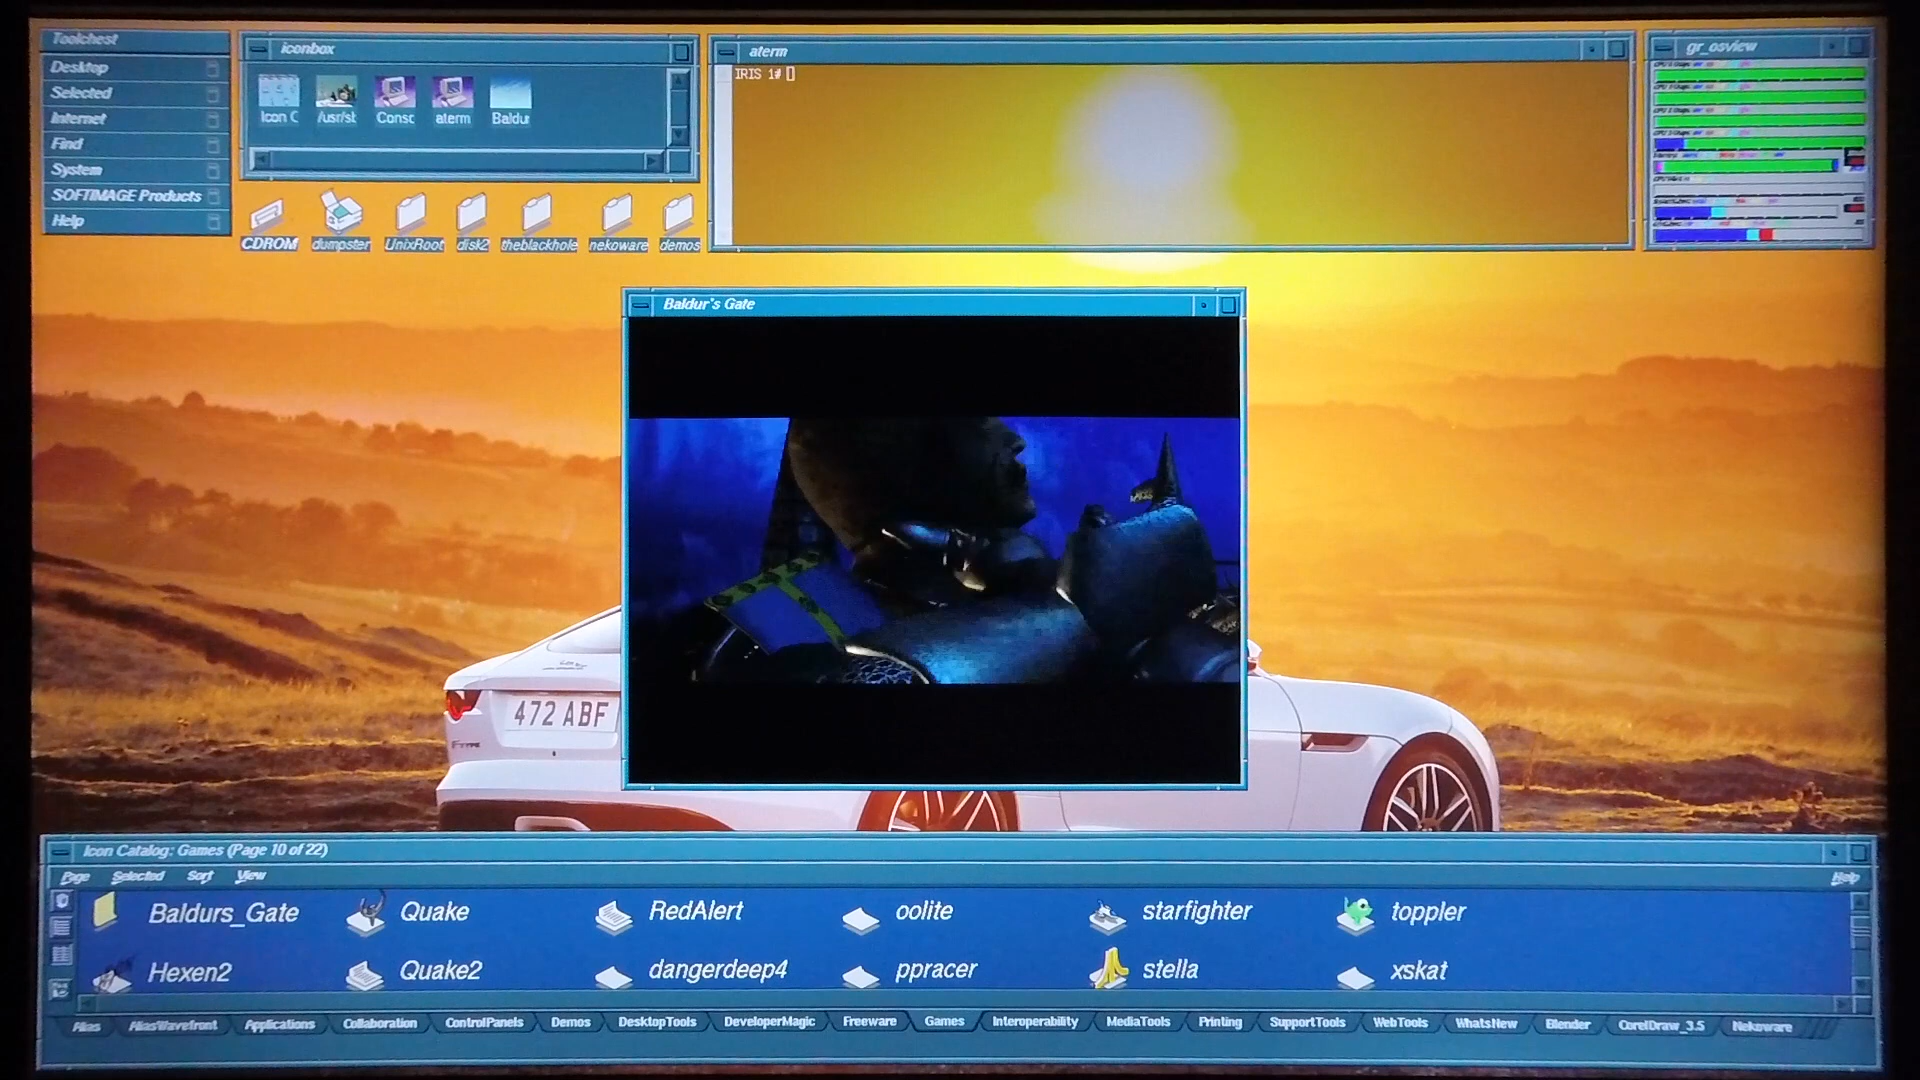 Toolchest
Desktop
Selected
Internet
Find
System
SOFTIMAGE Products
Help
iconbox
Icon C
/usr/sb
Consc
aterm
Baldur
CDROM
dumpster
UnixRoot
disk2
theblackhole
nekoware
demos
aterm
IRIS 1#
gr_osview
Baldur's Gate
472 ABF
F-TYPE
Icon Catalog: Games (Page 10 of 22)
Page Selected Sort View Help
Baldurs_Gate Quake RedAlert oolite starfighter toppler
Hexen2 Quake2 dangerdeep4 ppracer stella xskat
Alias AliasWavefront Applications Collaboration ControlPanels Demos DesktopTools DeveloperMagic Freeware Games Interoperability MediaTools Printing SupportTools WebTools WhatsNew Blender CorelDraw_3.5 Nekoware